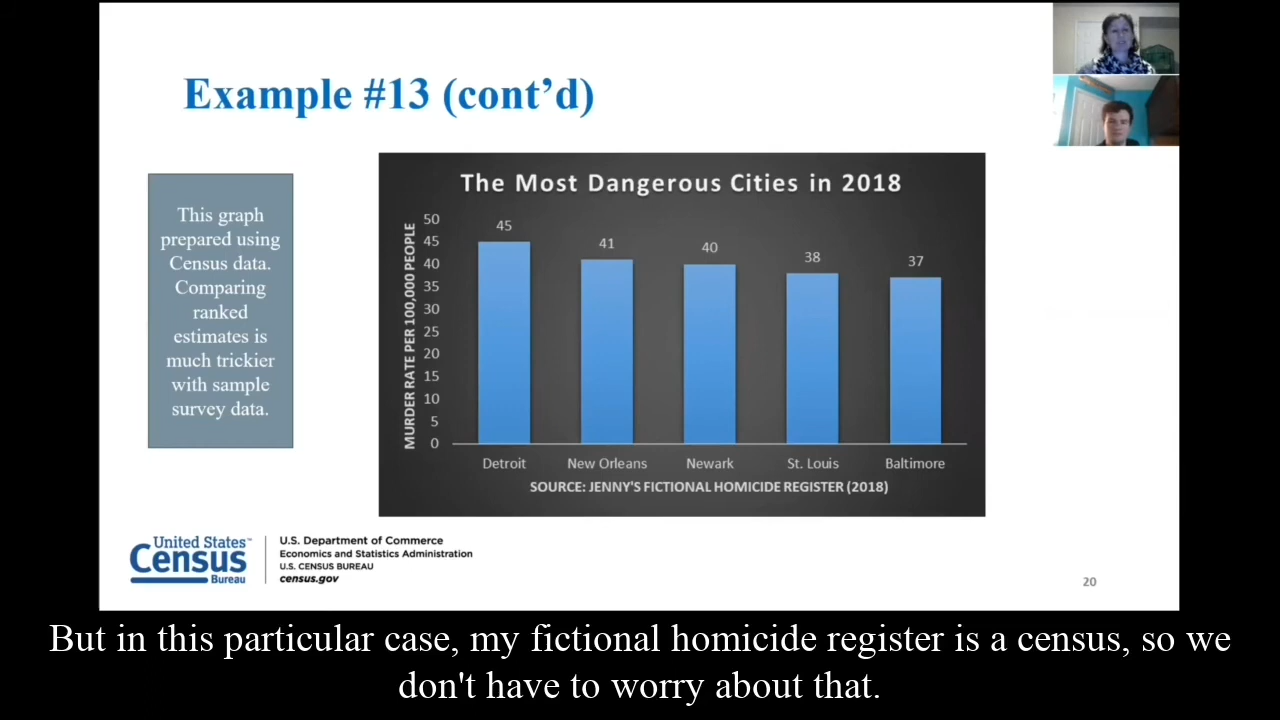 Example #13 (cont’d)
This graph
prepared using
Census data.
Comparing
ranked
estimates is
much trickier
with sample
survey data.
The Most Dangerous Cities in 2018
MURDER RATE PER 100,000 PEOPLE
50
45
40
35
30
25
20
15
10
5
0
45
41
40
38
37
Detroit
New Orleans
Newark
St. Louis
Baltimore
SOURCE: JENNY'S FICTIONAL HOMICIDE REGISTER (2018)
United States™
Census
Bureau
U.S. Department of Commerce
Economics and Statistics Administration
U.S. CENSUS BUREAU
census.gov
20
But in this particular case, my fictional homicide register is a census, so we
don't have to worry about that.